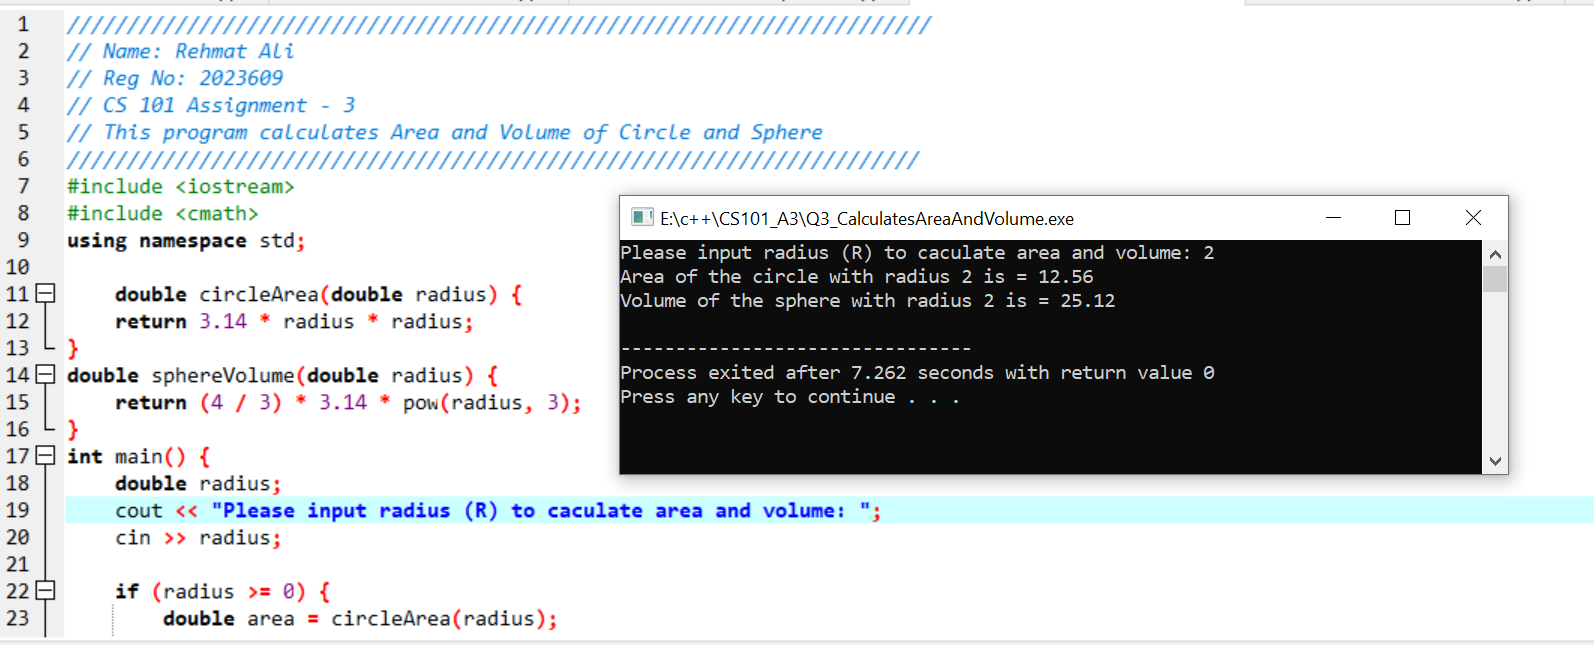 1 ////////////////////////////////////////////////////////////////////////
2 // Name: Rehmat Ali
3 // Reg No: 2023609
4 // CS 101 Assignment - 3
5 // This program calculates Area and Volume of Circle and Sphere
6 ///////////////////////////////////////////////////////////////////////
7 #include <iostream>
8 #include <cmath>
9 using namespace std;
10
11 double circleArea(double radius) {
12 return 3.14 * radius * radius;
13 }
14 double sphereVolume(double radius) {
15 return (4 / 3) * 3.14 * pow(radius, 3);
16 }
17 int main() {
18 double radius;
19 cout << "Please input radius (R) to caculate area and volume: ";
20 cin >> radius;
21
22 if (radius >= 0) {
23 double area = circleArea(radius);
E:\c++\CS101_A3\Q3_CalculatesAreaAndVolume.exe
Please input radius (R) to caculate area and volume: 2
Area of the circle with radius 2 is = 12.56
Volume of the sphere with radius 2 is = 25.12
--------------------------------
Process exited after 7.262 seconds with return value 0
Press any key to continue . . .